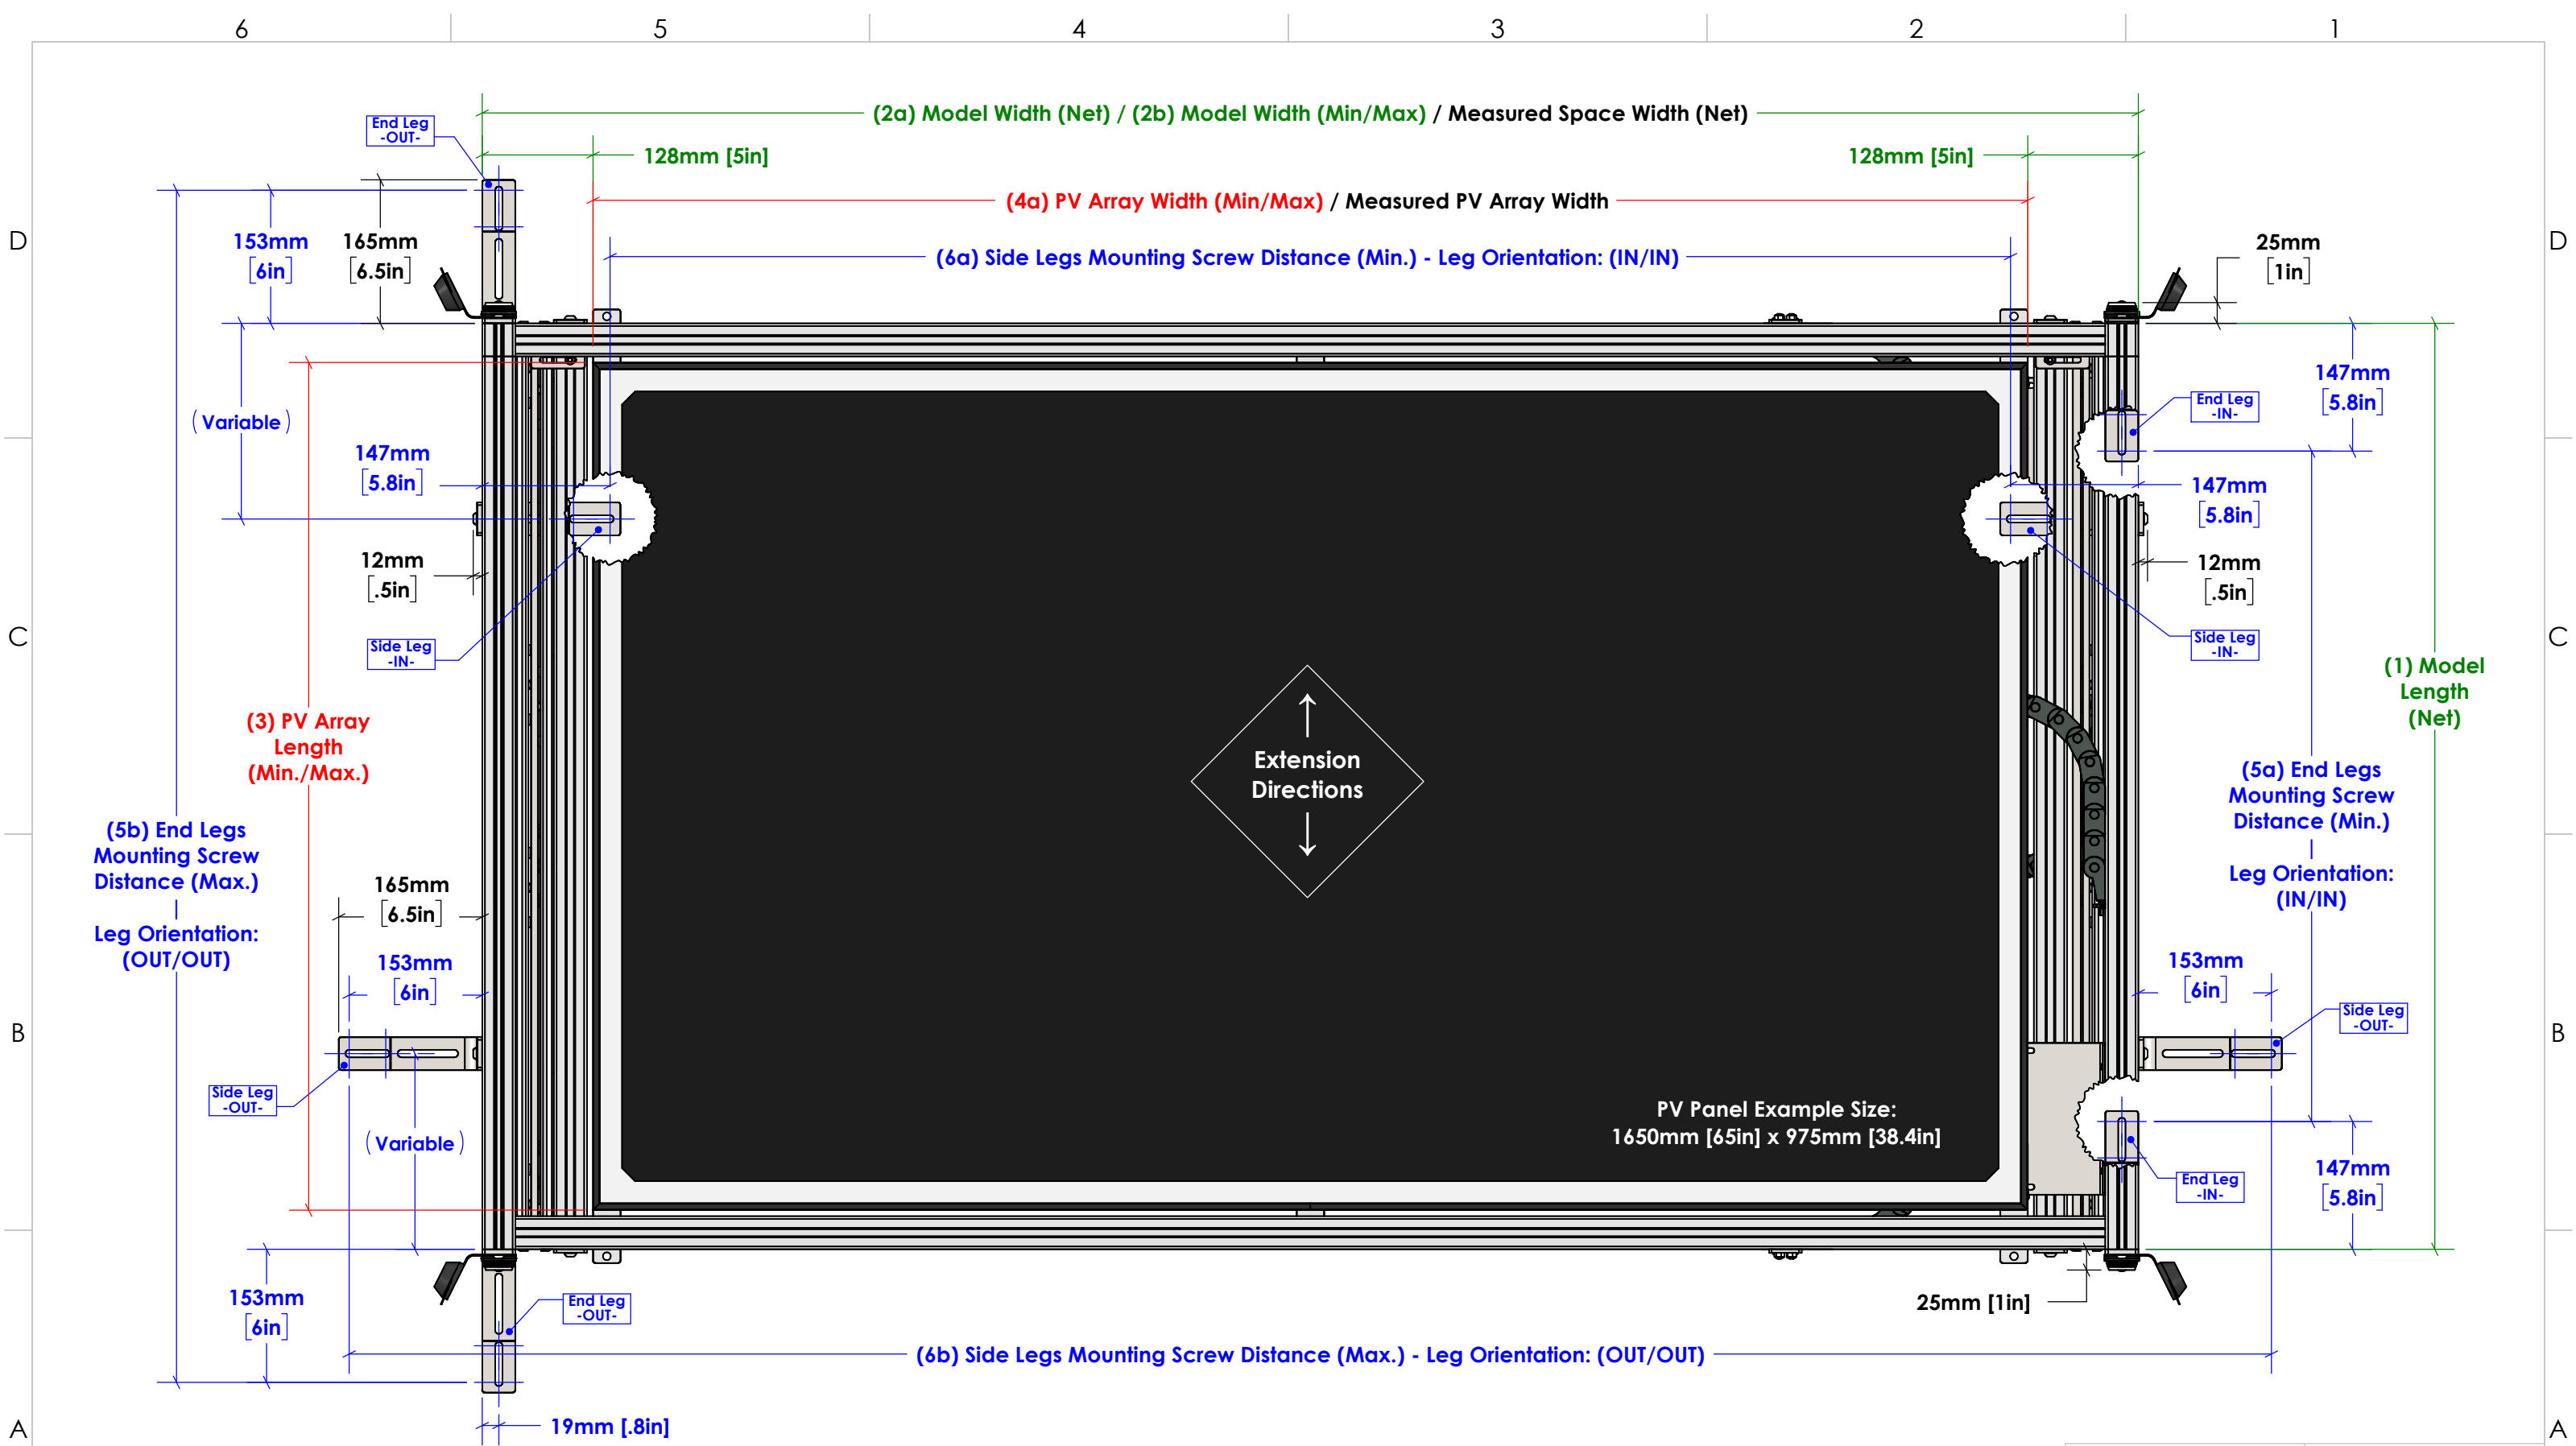 6 5 4 3 2 1
(2a) Model Width (Net) / (2b) Model Width (Min/Max) / Measured Space Width (Net)
End Leg
-OUT-
128mm [5in]
128mm [5in]
(4a) PV Array Width (Min/Max) / Measured PV Array Width
(6a) Side Legs Mounting Screw Distance (Min.) - Leg Orientation: (IN/IN)
D
153mm
[6in]
165mm
[6.5in]
25mm
[1in]
D
(Variable)
147mm
[5.8in]
End Leg
-IN-
147mm
[5.8in]
147mm
[5.8in]
12mm
[.5in]
12mm
[.5in]
C
Side Leg
-IN-
Side Leg
-IN-
C
(1) Model
Length
(Net)
(3) PV Array
Length
(Min./Max.)
Extension
Directions
(5a) End Legs
Mounting Screw
Distance (Min.)
Leg Orientation:
(IN/IN)
(5b) End Legs
Mounting Screw
Distance (Max.)
Leg Orientation:
(OUT/OUT)
165mm
[6.5in]
153mm
[6in]
153mm
[6in]
B
Side Leg
-OUT-
B
Side Leg
-OUT-
(Variable)
PV Panel Example Size:
1650mm [65in] x 975mm [38.4in]
End Leg
-IN-
147mm
[5.8in]
153mm
[6in]
End Leg
-OUT-
25mm [1in]
(6b) Side Legs Mounting Screw Distance (Max.) - Leg Orientation: (OUT/OUT)
A
19mm [.8in]
A